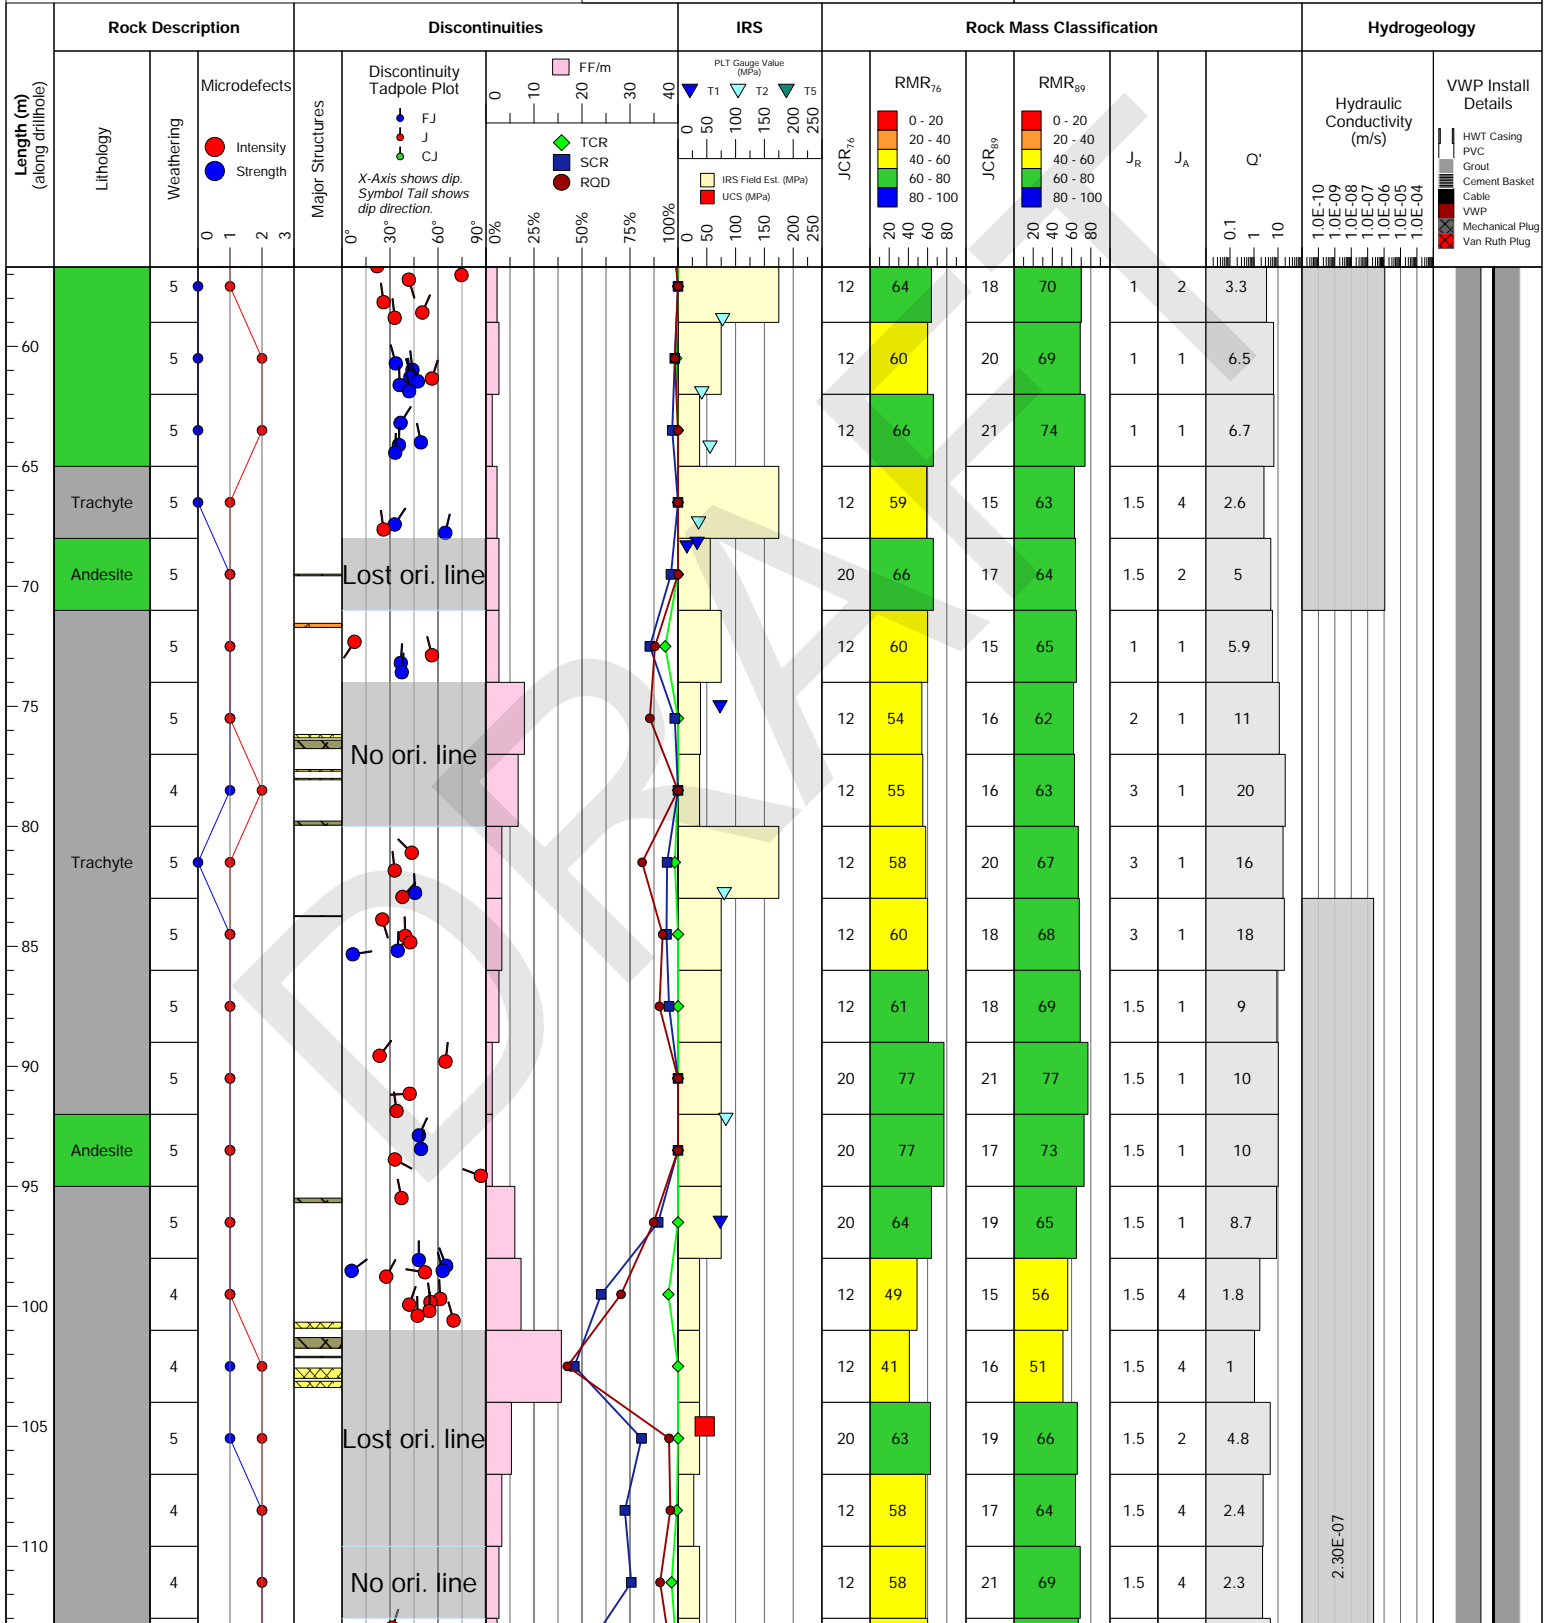 Rock Description
Discontinuities
IRS
Rock Mass Classification
Hydrogeology
Length (m)
(along drillhole)
Lithology
Weathering
Microdefects
Intensity
Strength
0 1 2 3
Major Structures
Discontinuity
Tadpole Plot
FJ
J
CJ
X-Axis shows dip.
Symbol Tail shows
dip direction.
0° 30° 60° 90°
FF/m
0 10 20 30 40
TCR
SCR
RQD
0% 25% 50% 75% 100%
PLT Gauge Value
(MPa)
T1 T2 T5
0 50 100 150 200 250
IRS Field Est. (MPa)
UCS (MPa)
0 50 100 150 200 250
JCR76
RMR76
0 - 20
20 - 40
40 - 60
60 - 80
80 - 100
20 40 60 80
JCR89
RMR89
0 - 20
20 - 40
40 - 60
60 - 80
80 - 100
20 40 60 80
JR
JA
Q'
0.1 1 10
Hydraulic
Conductivity
(m/s)
1.0E-10 1.0E-09 1.0E-08 1.0E-07 1.0E-06 1.0E-05 1.0E-04
VWP Install
Details
HWT Casing
PVC
Grout
Cement Basket
Cable
VWP
Mechanical Plug
Van Ruth Plug
5 12 64 18 70 1 2 3.3
60
5 12 60 20 69 1 1 6.5
5 12 66 21 74 1 1 6.7
65
Trachyte 5 12 59 15 63 1.5 4 2.6
70
Andesite 5 Lost ori. line 20 66 17 64 1.5 2 5
5 12 60 15 65 1 1 5.9
75
5 12 54 16 62 2 1 11
No ori. line
4 12 55 16 63 3 1 20
80
Trachyte 5 12 58 20 67 3 1 16
85
5 12 60 18 68 3 1 18
5 12 61 18 69 1.5 1 9
90
5 20 77 21 77 1.5 1 10
Andesite 5 20 77 17 73 1.5 1 10
95
5 20 64 19 65 1.5 1 8.7
100
4 12 49 15 56 1.5 4 1.8
4 12 41 16 51 1.5 4 1
105
5 Lost ori. line 20 63 19 66 1.5 2 4.8
4 12 58 17 64 1.5 4 2.4
110
4 No ori. line 12 58 21 69 1.5 4 2.3
2.30E-07
DRAFT